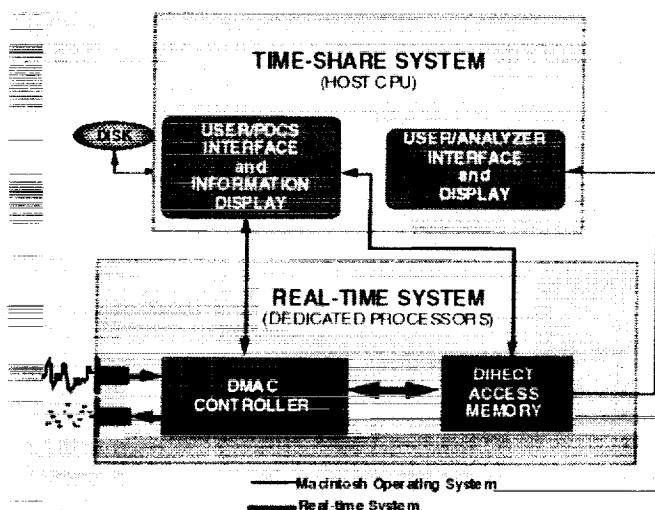 TIME-SHARE SYSTEM
(HOST CPU)
DISK
USER/PDCS
INTERFACE
and
INFORMATION
DISPLAY
USER/ANALYZER
INTERFACE
and
DISPLAY
REAL-TIME SYSTEM
(DEDICATED PROCESSORS)
DMAC
CONTROLLER
DIRECT
ACCESS
MEMORY
Macintosh Operating System
Real-time System